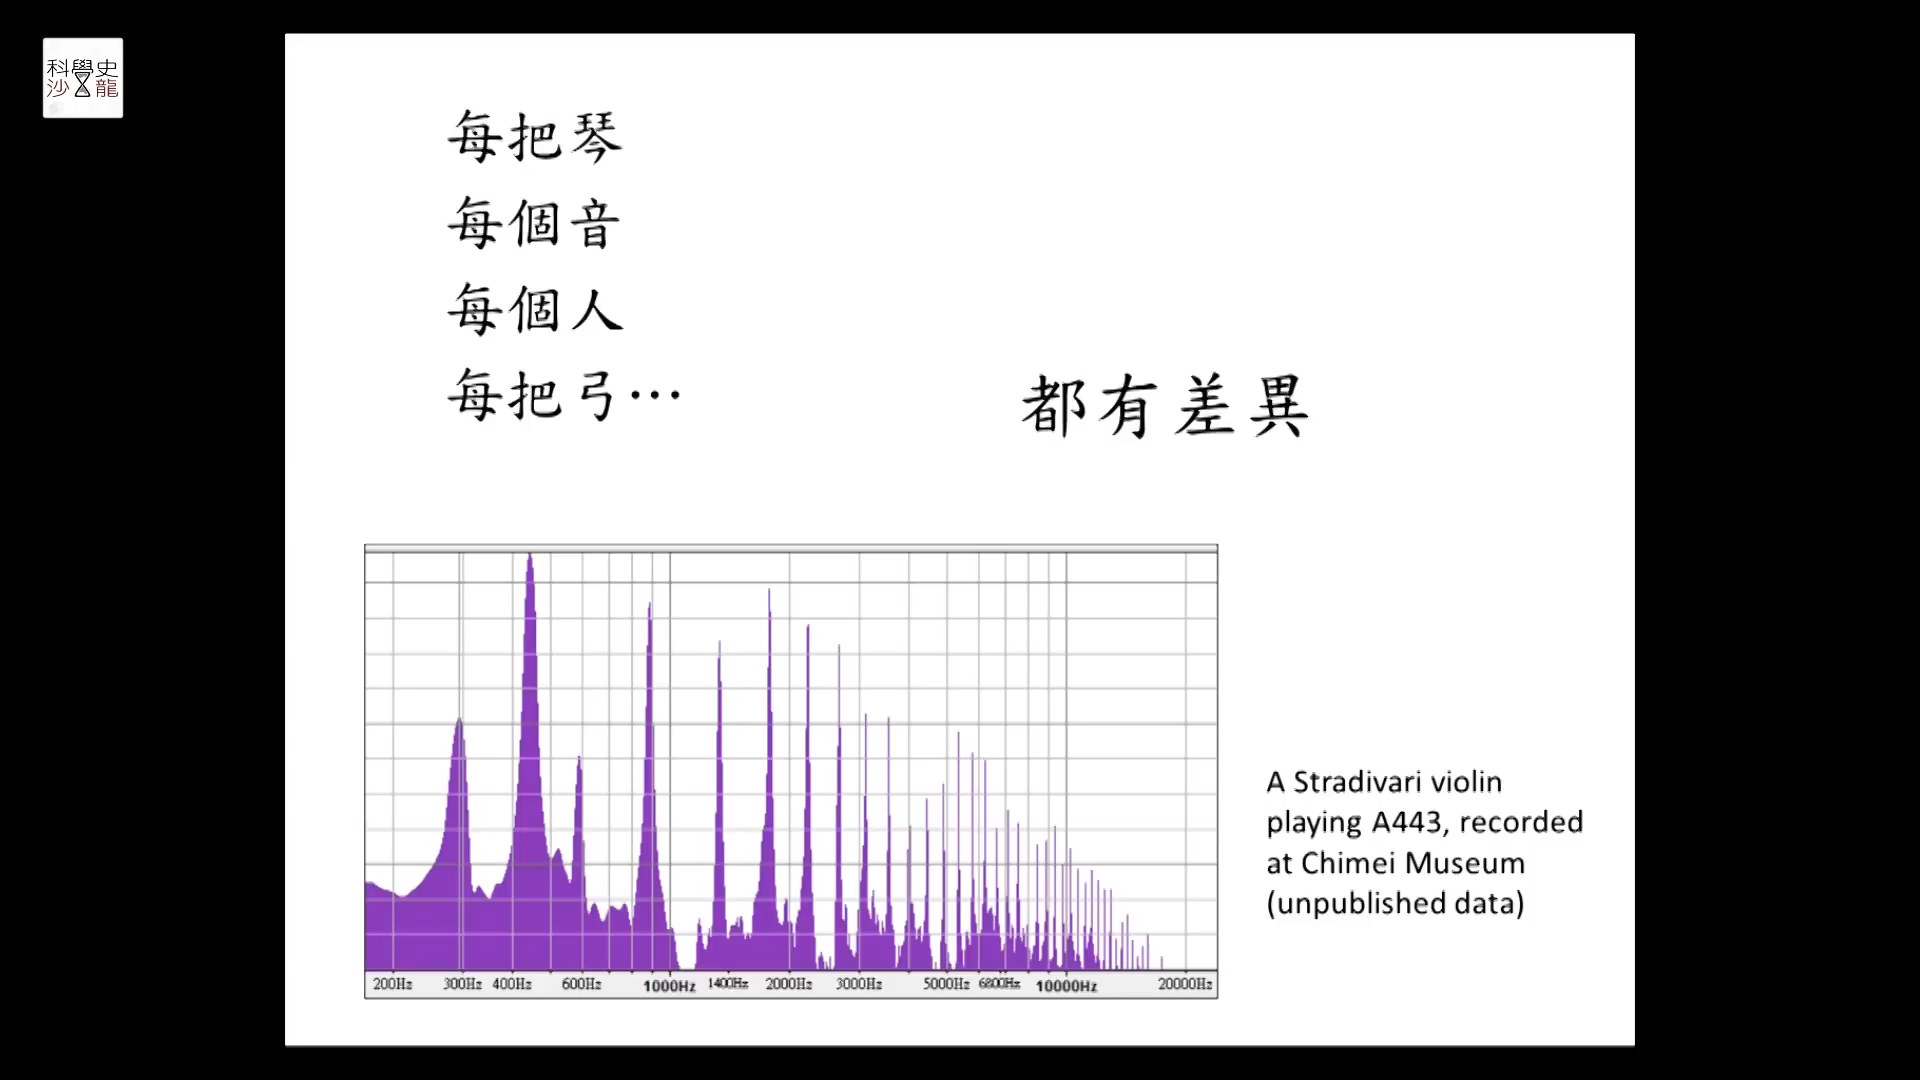 科學史
沙龍
每把琴
每個音
每個人
每把弓…
都有差異
A Stradivari violin
playing A443, recorded
at Chimei Museum
(unpublished data)
200Hz 300Hz 400Hz 600Hz 1000Hz 1400Hz 2000Hz 3000Hz 5000Hz 6800Hz 10000Hz 20000Hz